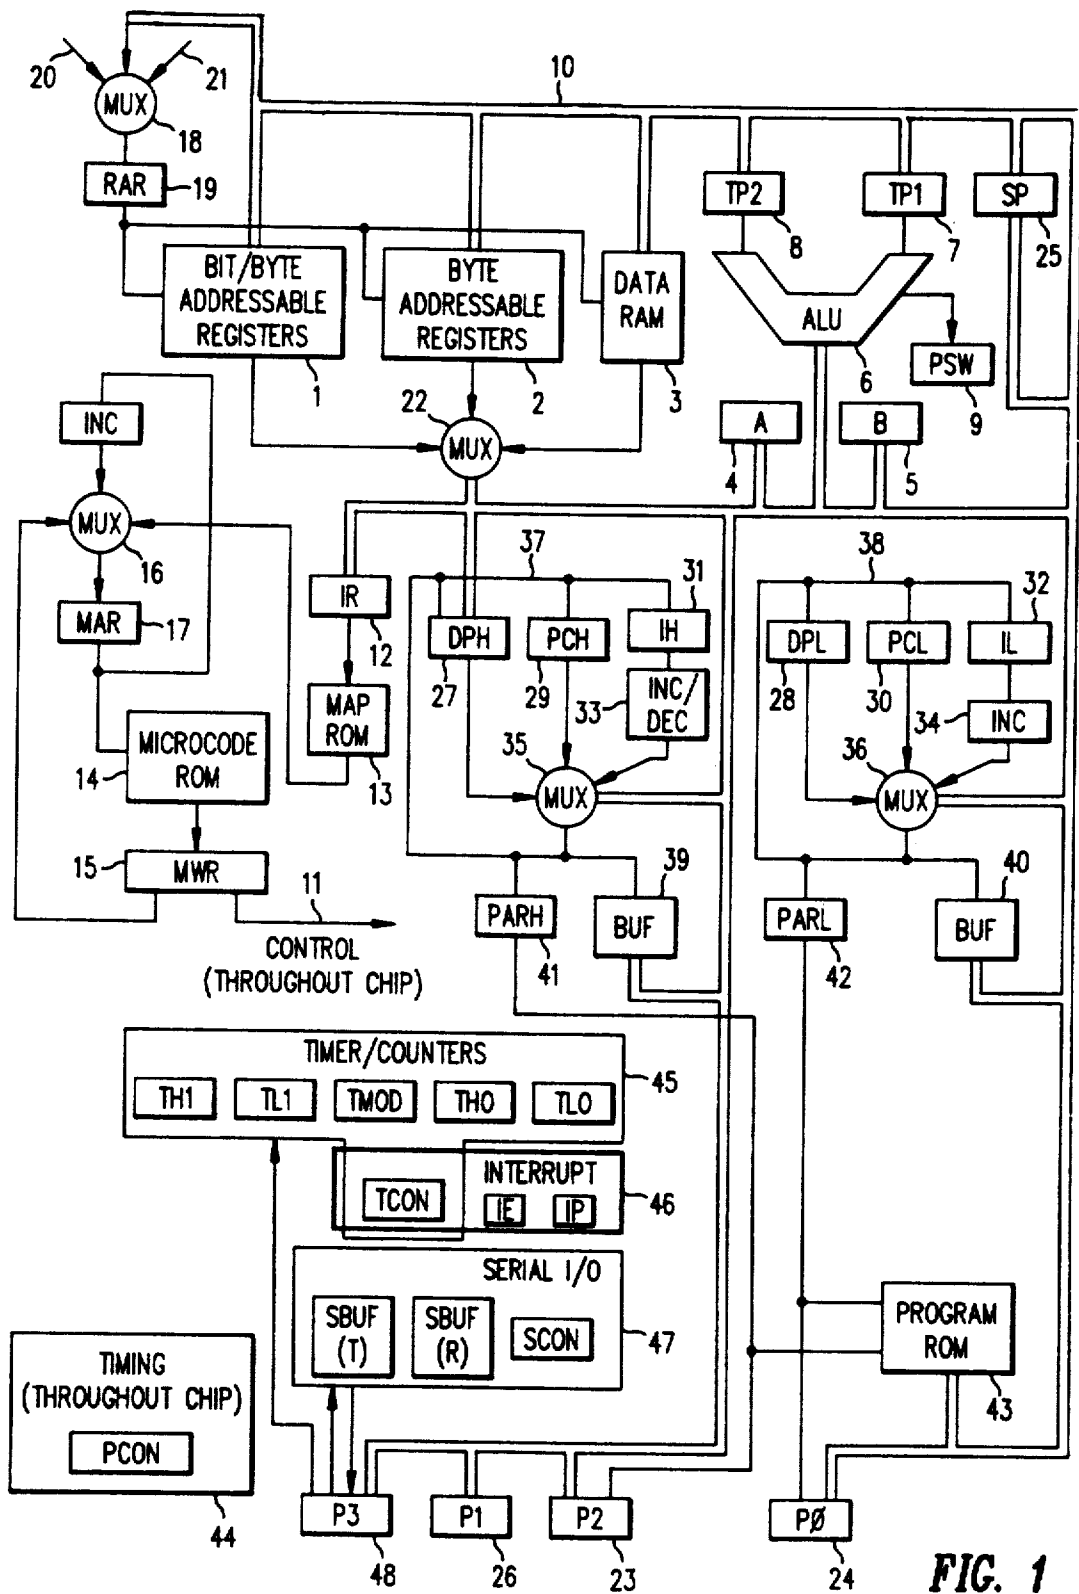 10
20
21
MUX
18
RAR
19
TP2
8
TP1
7
SP
25
BIT/BYTE
ADDRESSABLE
REGISTERS
1
BYTE
ADDRESSABLE
REGISTERS
2
DATA
RAM
3
ALU
6
PSW
9
INC
22
MUX
A
4
B
5
MUX
16
MAR
17
IR
12
MAP
ROM
13
37
31
DPH
27
PCH
29
IH
INC/
DEC
33
35
MUX
38
32
DPL
28
PCL
30
IL
34
INC
36
MUX
MICROCODE
ROM
14
15
MWR
11
CONTROL
(THROUGHOUT CHIP)
39
PARH
41
BUF
40
PARL
42
BUF
TIMER/COUNTERS
45
TH1
TL1
TMOD
TH0
TL0
INTERRUPT
46
TCON
IE
IP
SERIAL I/O
47
SBUF
(T)
SBUF
(R)
SCON
PROGRAM
ROM
43
TIMING
(THROUGHOUT CHIP)
PCON
44
P3
48
P1
26
P2
23
PØ
24
FIG. 1